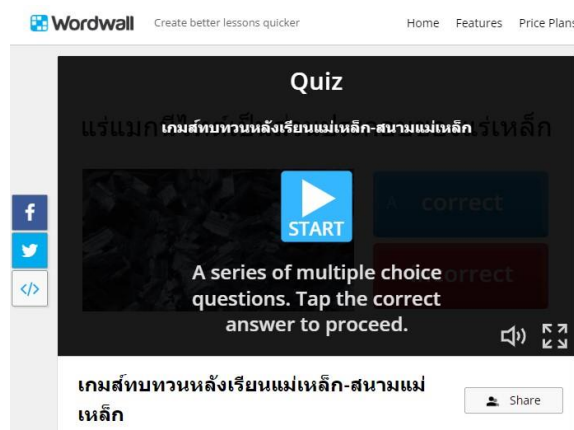 Wordwall Create better lessons quicker Home Features Price Plans
Quiz
เกมส์ทบทวนหลังเรียนแม่เหล็ก-สนามแม่เหล็ก
A correct
START
A series of multiple choice
questions. Tap the correct
answer to proceed.
เกมส์ทบทวนหลังเรียนแม่เหล็ก-สนามแม่
เหล็ก
Share